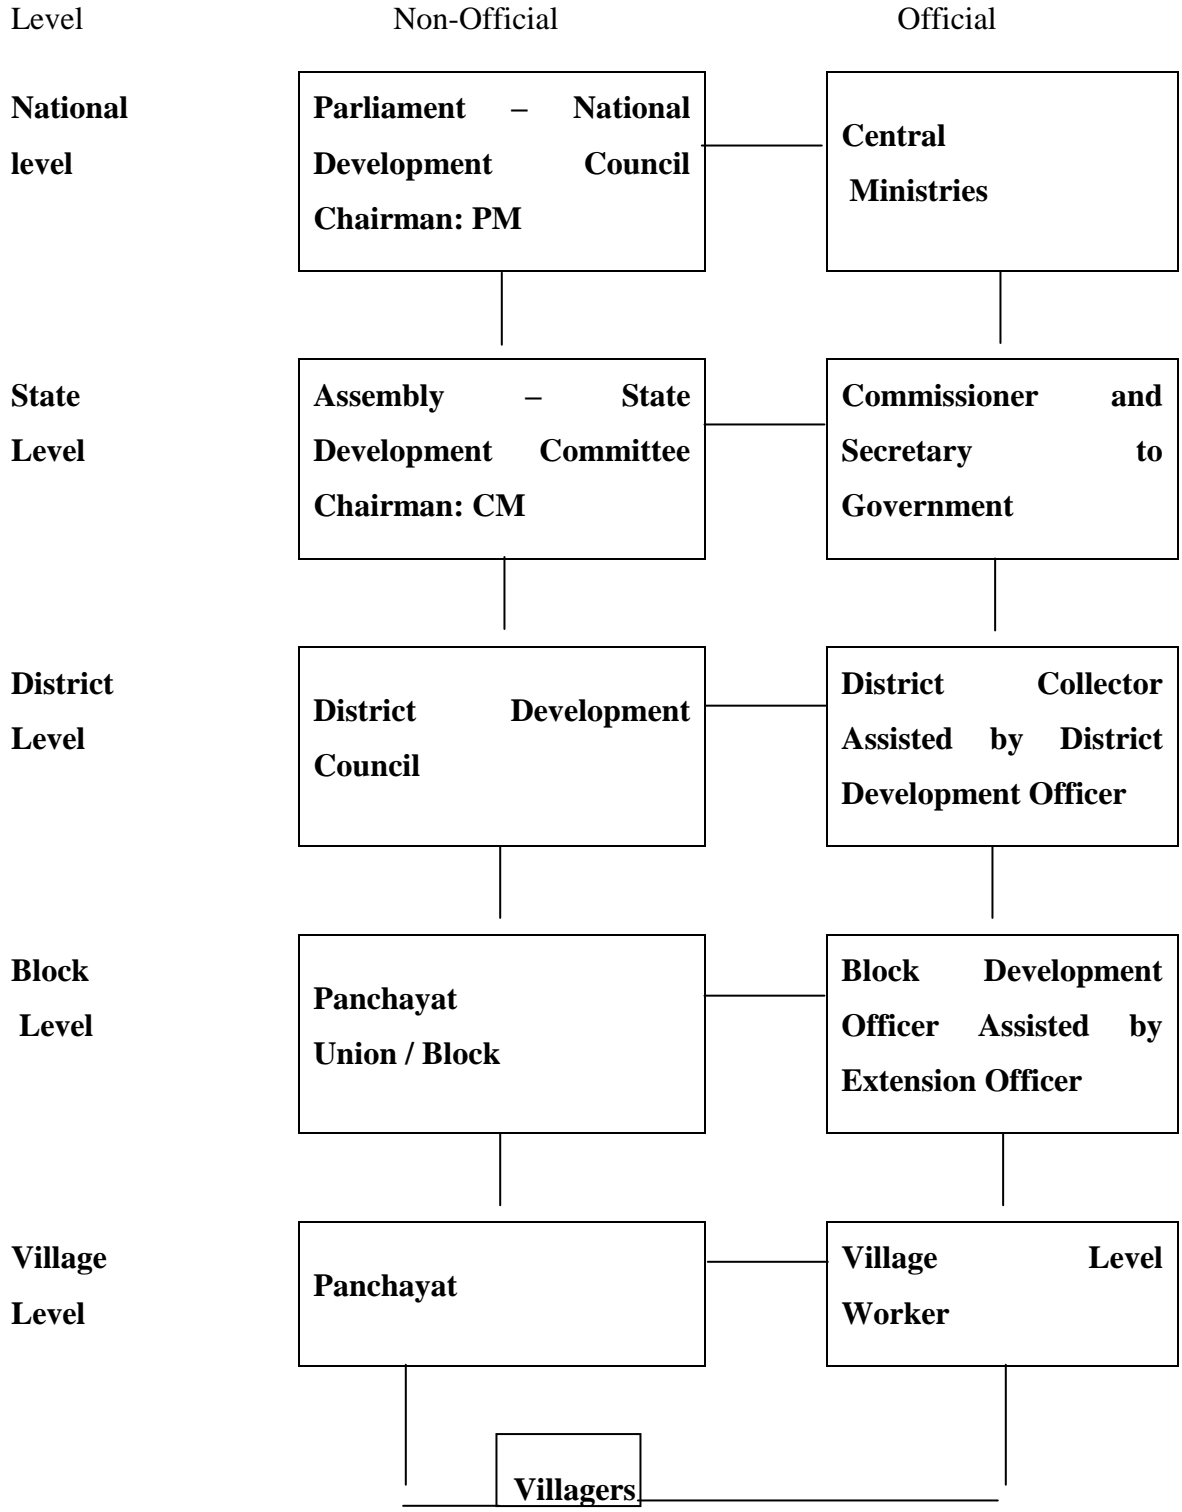 Level Non-Official Official
National level
Parliament – National
Development Council
Chairman: PM
Central
Ministries
State
Level
Assembly – State
Development Committee
Chairman: CM
Commissioner and
Secretary to
Government
District
Level
District Development
Council
District Collector
Assisted by District
Development Officer
Block
Level
Panchayat
Union / Block
Block Development
Officer Assisted by
Extension Officer
Village
Level
Panchayat
Village Level
Worker
Villagers